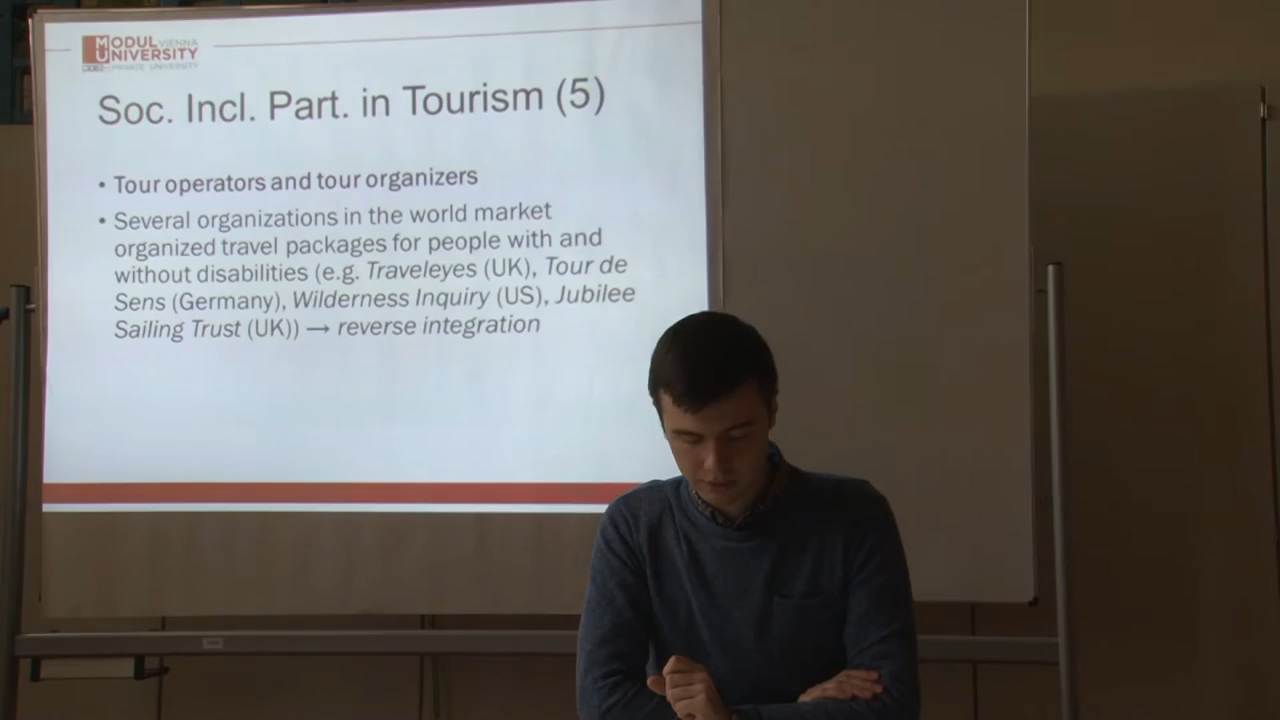 MODUL VIENNA
UNIVERSITY
PRIVATE UNIVERSITY
Soc. Incl. Part. in Tourism (5)
• Tour operators and tour organizers
• Several organizations in the world market
organized travel packages for people with and
without disabilities (e.g. Traveleyes (UK), Tour de
Sens (Germany), Wilderness Inquiry (US), Jubilee
Sailing Trust (UK)) → reverse integration